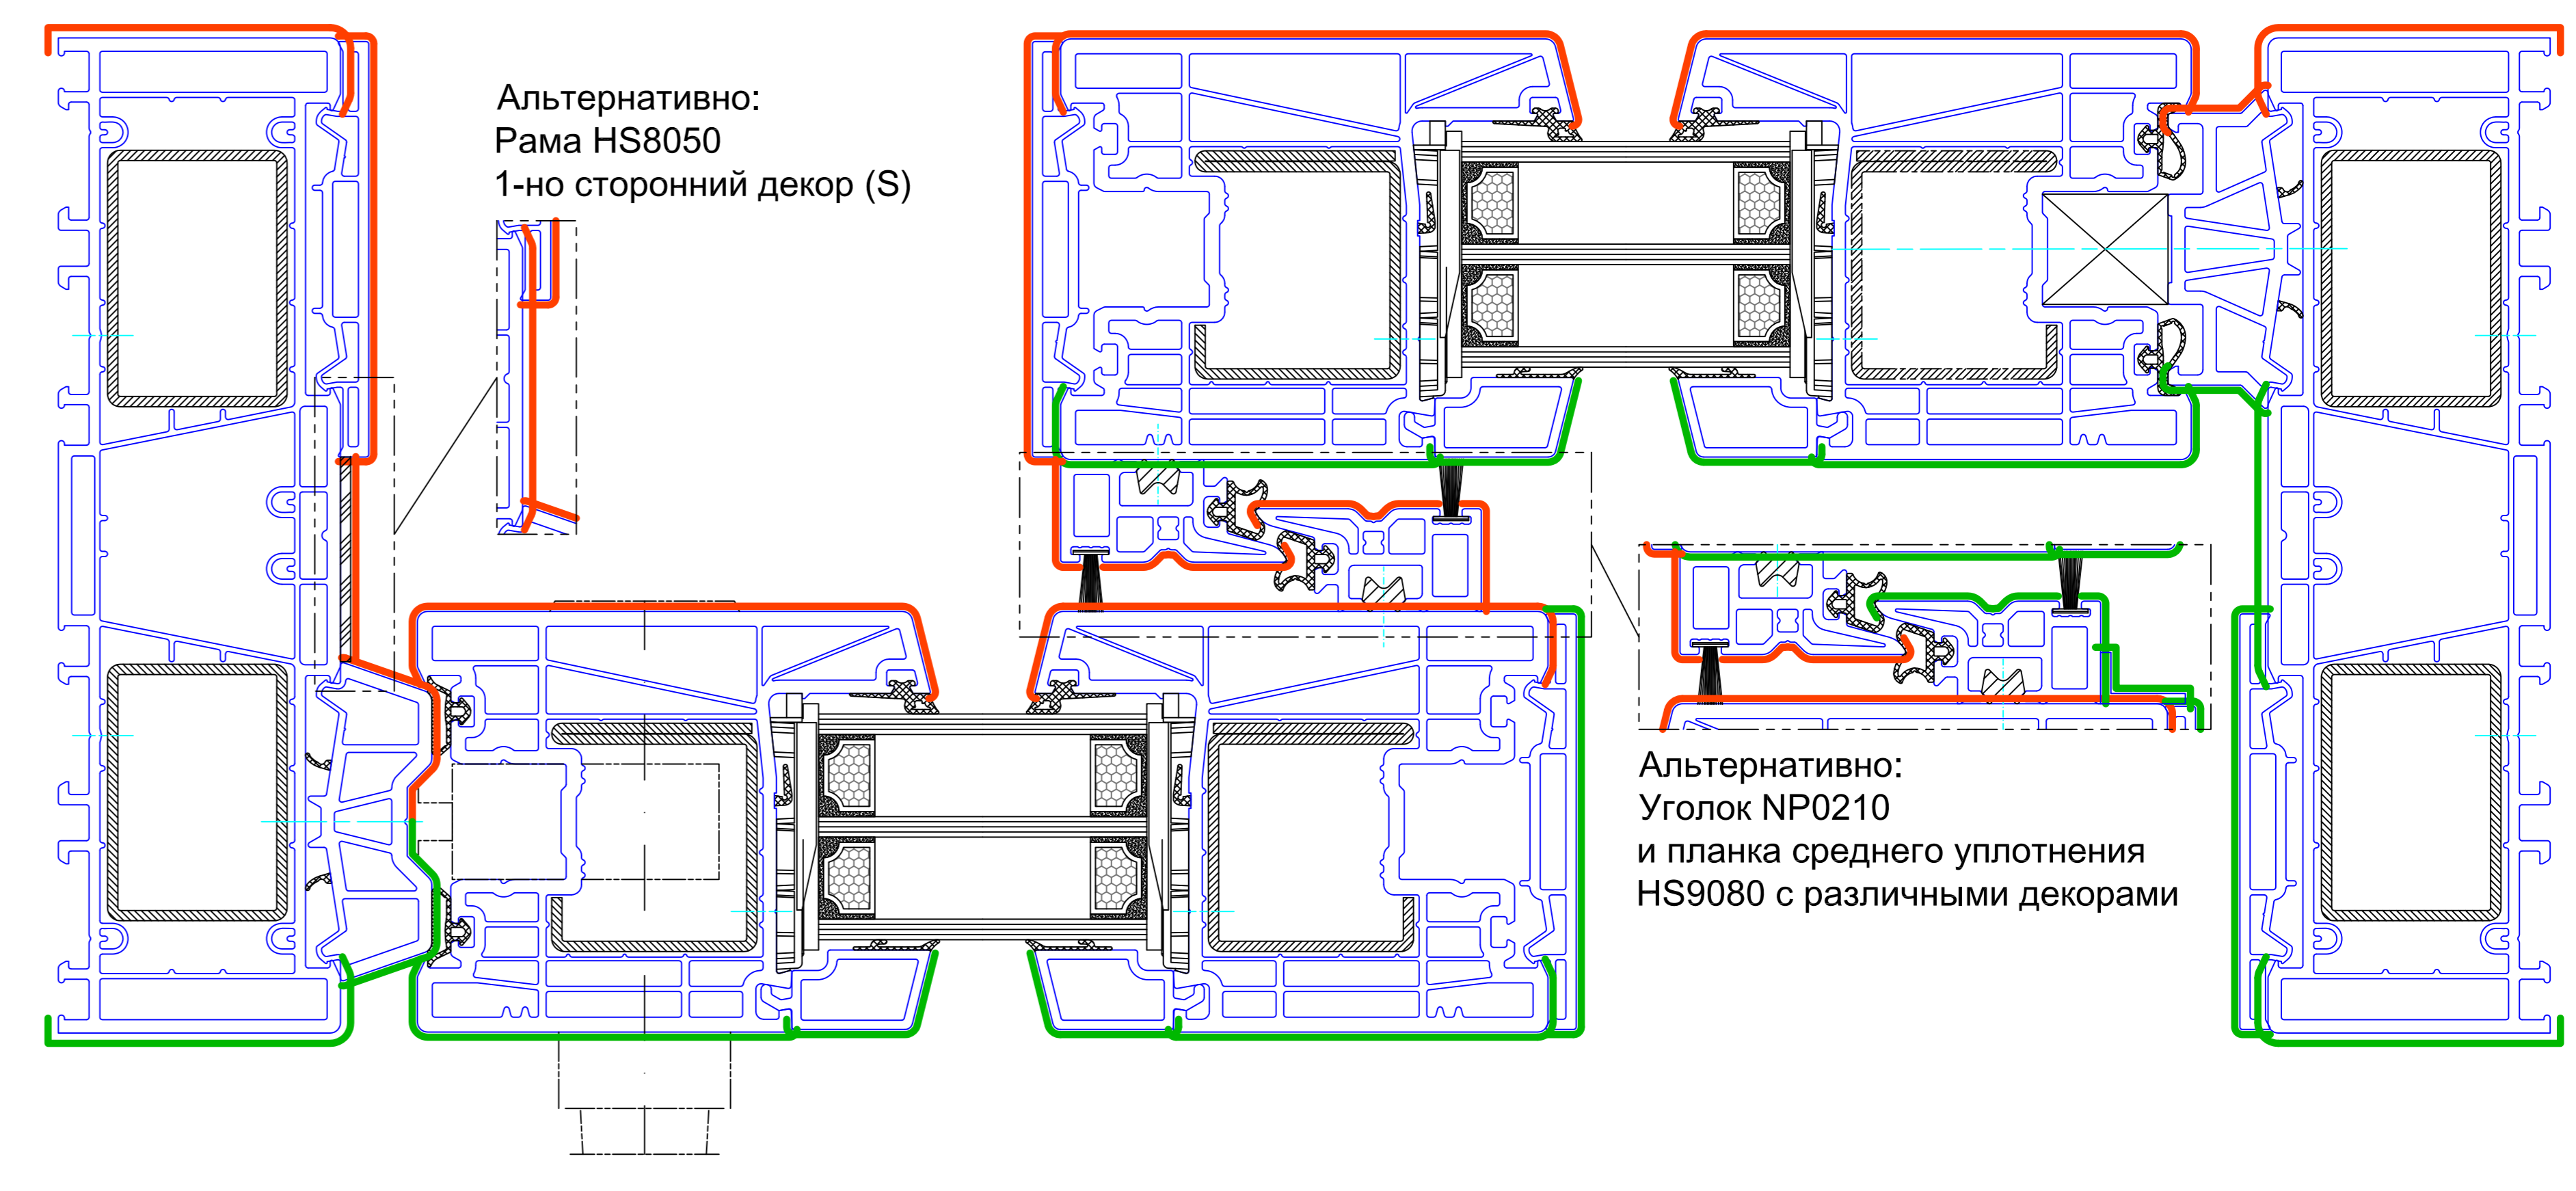 Альтернативно:
Рама HS8050
1-но сторонний декор (S)
Альтернативно:
Уголок NP0210
и планка среднего уплотнения
HS9080 с различными декорами